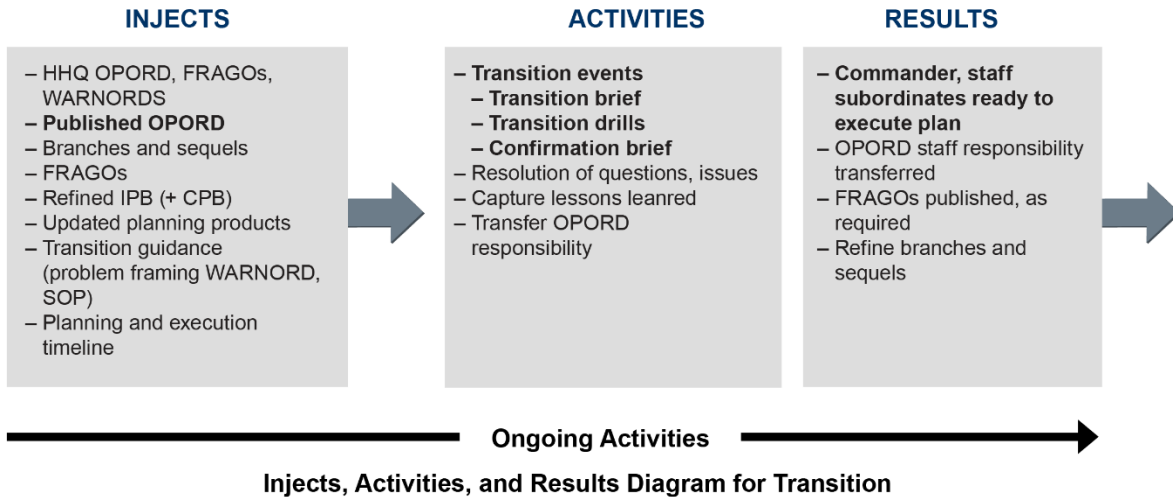 INJECTS
– HHQ OPORD, FRAGOs,
WARNORDS
– Published OPORD
– Branches and sequels
– FRAGOs
– Refined IPB (+ CPB)
– Updated planning products
– Transition guidance
(problem framing WARNORD,
SOP)
– Planning and execution
timeline
ACTIVITIES
– Transition events
– Transition brief
– Transition drills
– Confirmation brief
– Resolution of questions, issues
– Capture lessons leanred
– Transfer OPORD
responsibility
RESULTS
– Commander, staff
subordinates ready to
execute plan
– OPORD staff responsibility
transferred
– FRAGOs published, as
required
– Refine branches and
sequels
Ongoing Activities
Injects, Activities, and Results Diagram for Transition